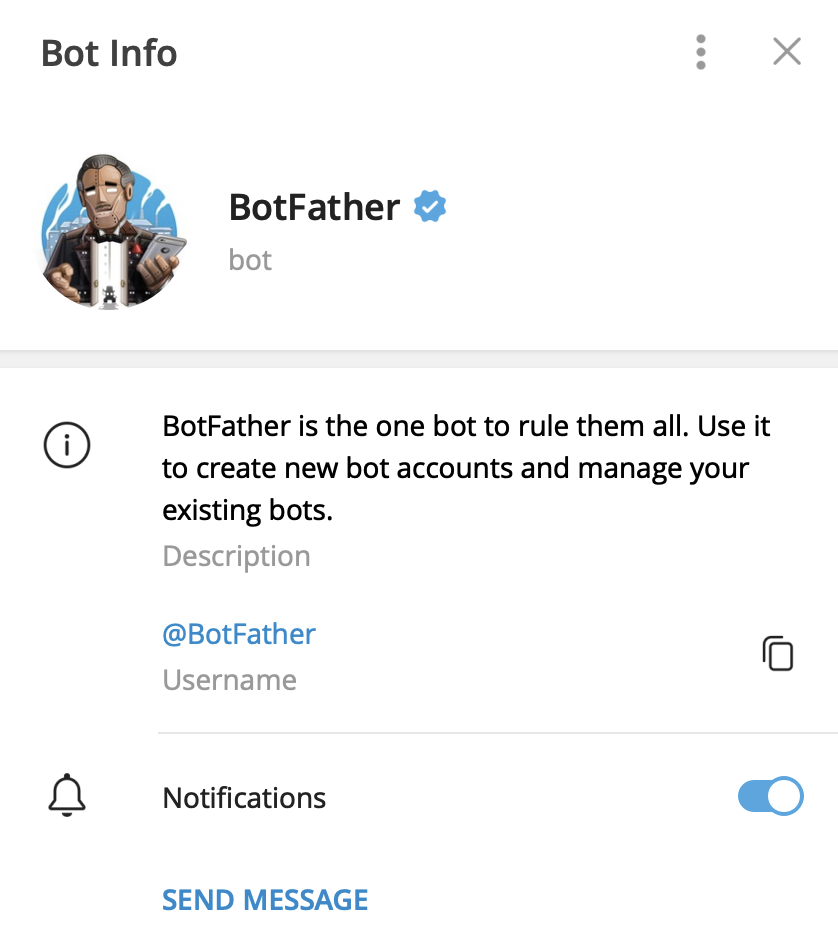 Bot Info
BotFather
bot
BotFather is the one bot to rule them all. Use it
to create new bot accounts and manage your
existing bots.
Description
@BotFather
Username
Notifications
SEND MESSAGE